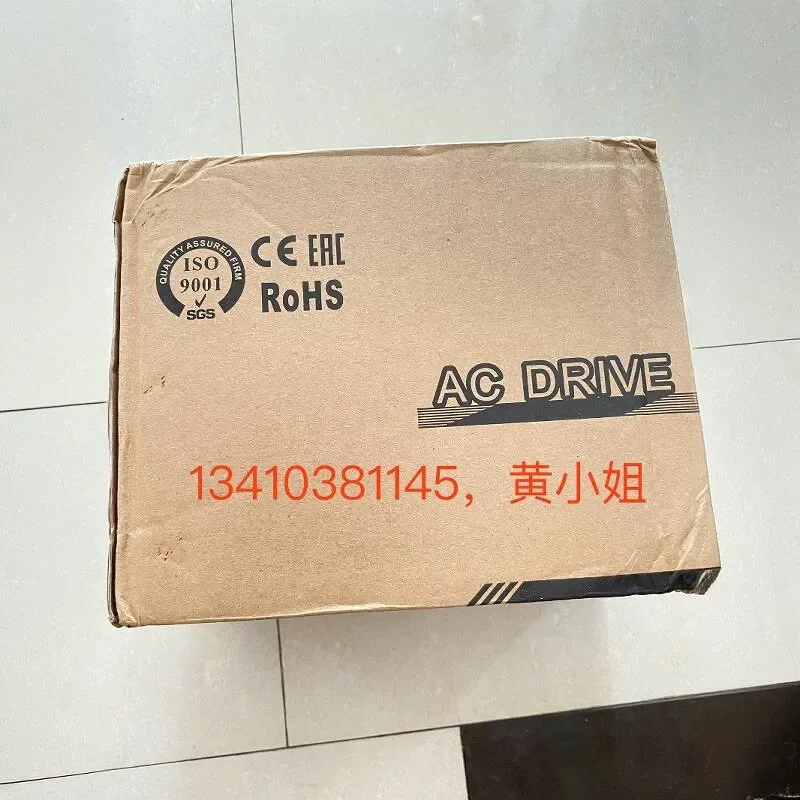 QUALITY ASSURED FIRM
ISO
9001
SGS
CE EAC
RoHS
AC DRIVE
13410381145，黄小姐